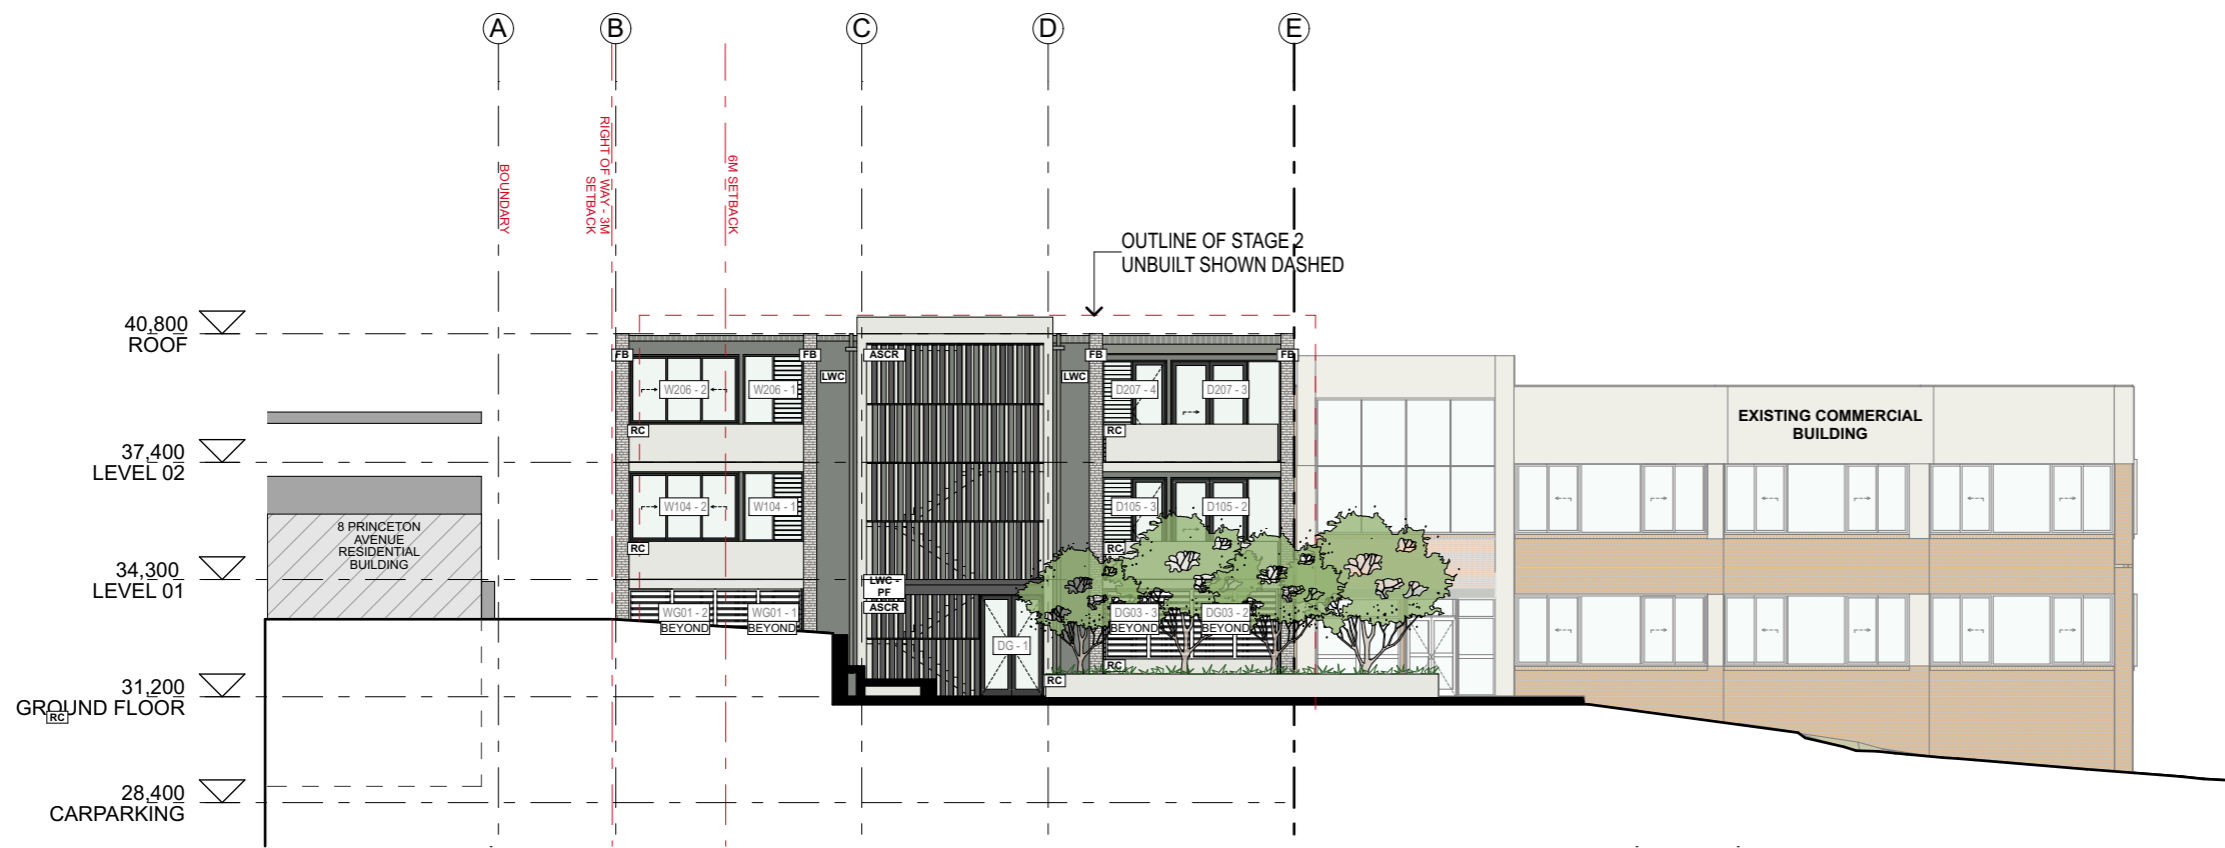 A
B
C
D
E
BOUNDARY
RIGHT OF WAY - 3M
SETBACK
6M SETBACK
OUTLINE OF STAGE 2
UNBUILT SHOWN DASHED
40,800
ROOF
FB
FB
ASCR
FB
FB
LWC
LWC
W206 - 2
W206 - 1
D207 - 4
D207 - 3
EXISTING COMMERCIAL
BUILDING
RC
RC
37,400
LEVEL 02
W104 - 2
W104 - 1
D105 - 3
D105 - 2
8 PRINCETON
AVENUE
RESIDENTIAL
BUILDING
RC
RC
34,300
LEVEL 01
LWC -
PF
ASCR
WG01 - 2
BEYOND
WG01 - 1
BEYOND
DG03 - 3
BEYOND
DG03 - 2
BEYOND
DG - 1
RC
RC
31,200
GROUND FLOOR
RC
28,400
CARPARKING